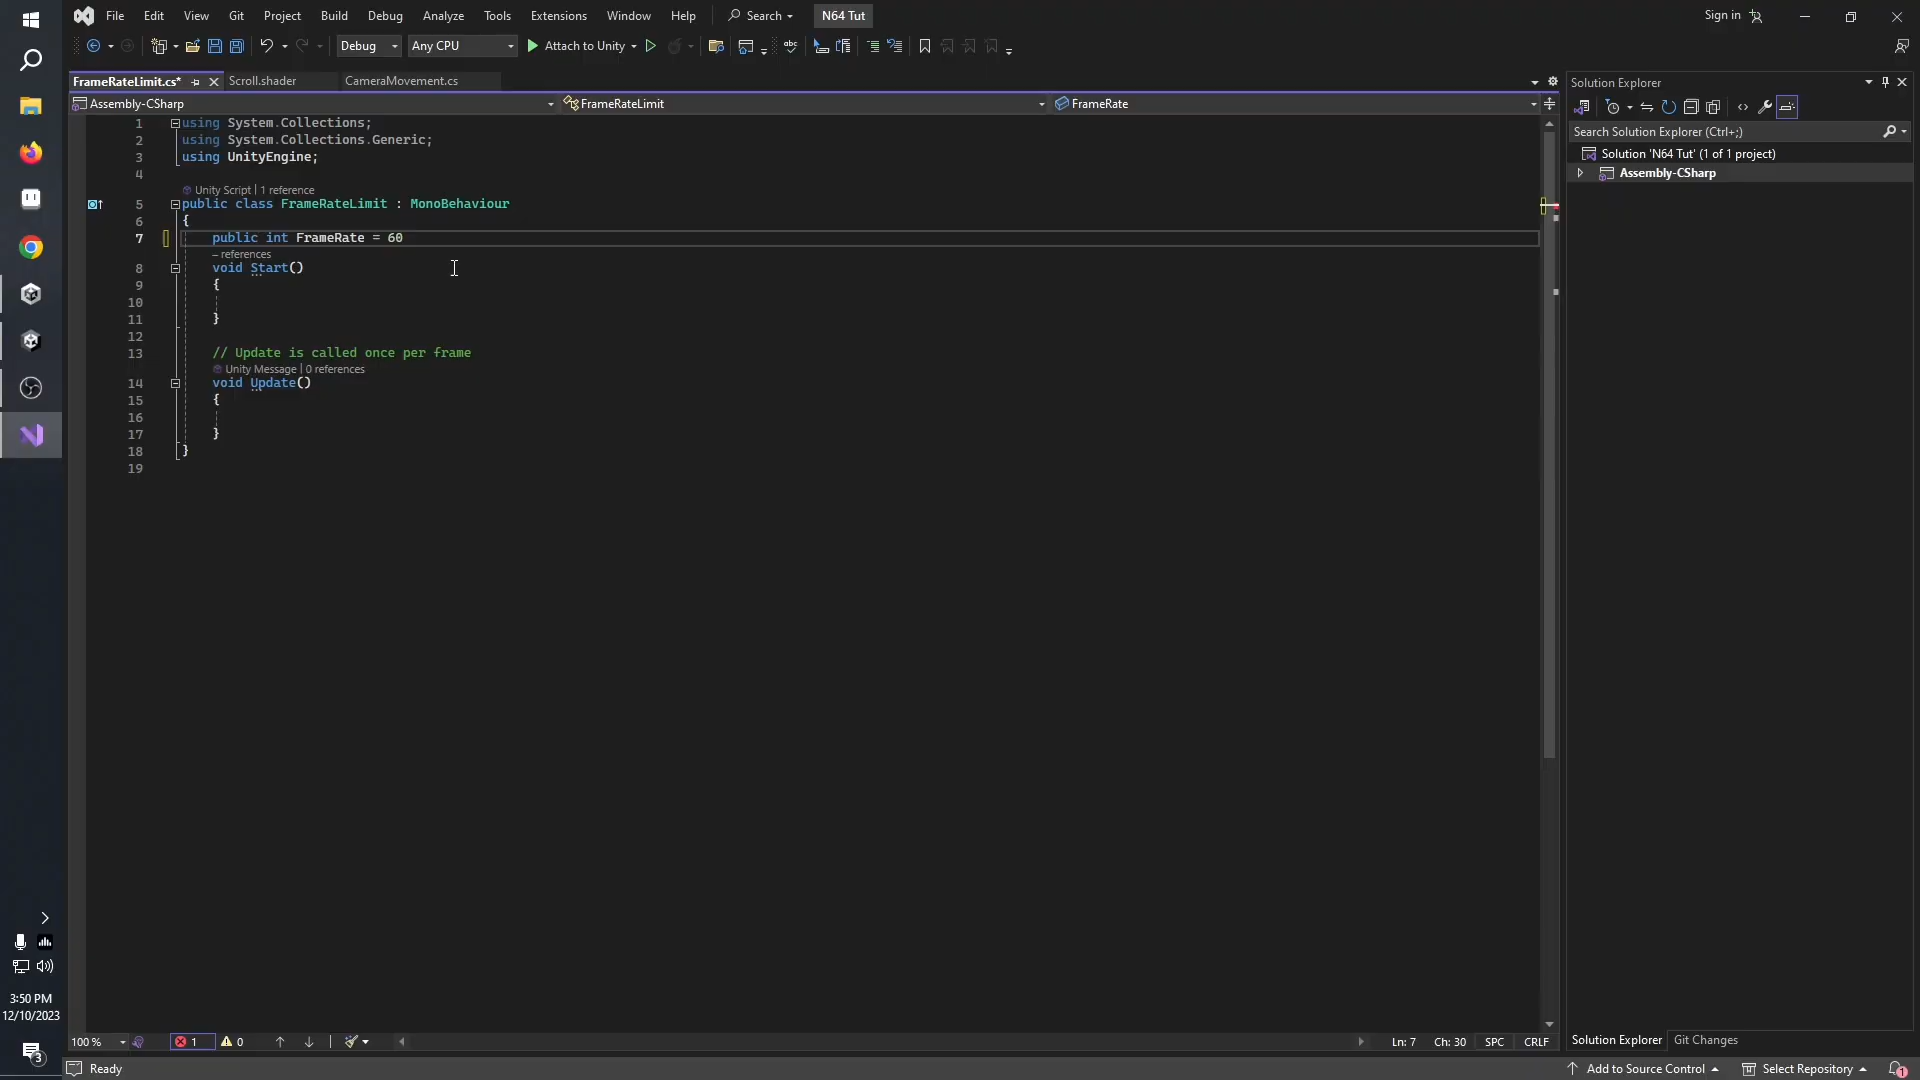 File Edit View Git Project Build Debug Analyze Tools Extensions Window Help Search N64 Tut Sign in
Debug Any CPU Attach to Unity
FrameRateLimit.cs* Scroll.shader CameraMovement.cs
Assembly-CSharp FrameRateLimit FrameRate
1 using System.Collections;
2 using System.Collections.Generic;
3 using UnityEngine;
4
Unity Script | 1 reference
5 public class FrameRateLimit : MonoBehaviour
6 {
7 public int FrameRate = 60
– references
8 void Start()
9 {
10
11 }
12
13 // Update is called once per frame
Unity Message | 0 references
14 void Update()
15 {
16
17 }
18 }
19
100 % 1 0 Ln: 7 Ch: 30 SPC CRLF
Ready
Solution Explorer
Search Solution Explorer (Ctrl+;)
Solution 'N64 Tut' (1 of 1 project)
Assembly-CSharp
Solution Explorer Git Changes
Add to Source Control Select Repository 1
3:50 PM
12/10/2023
3